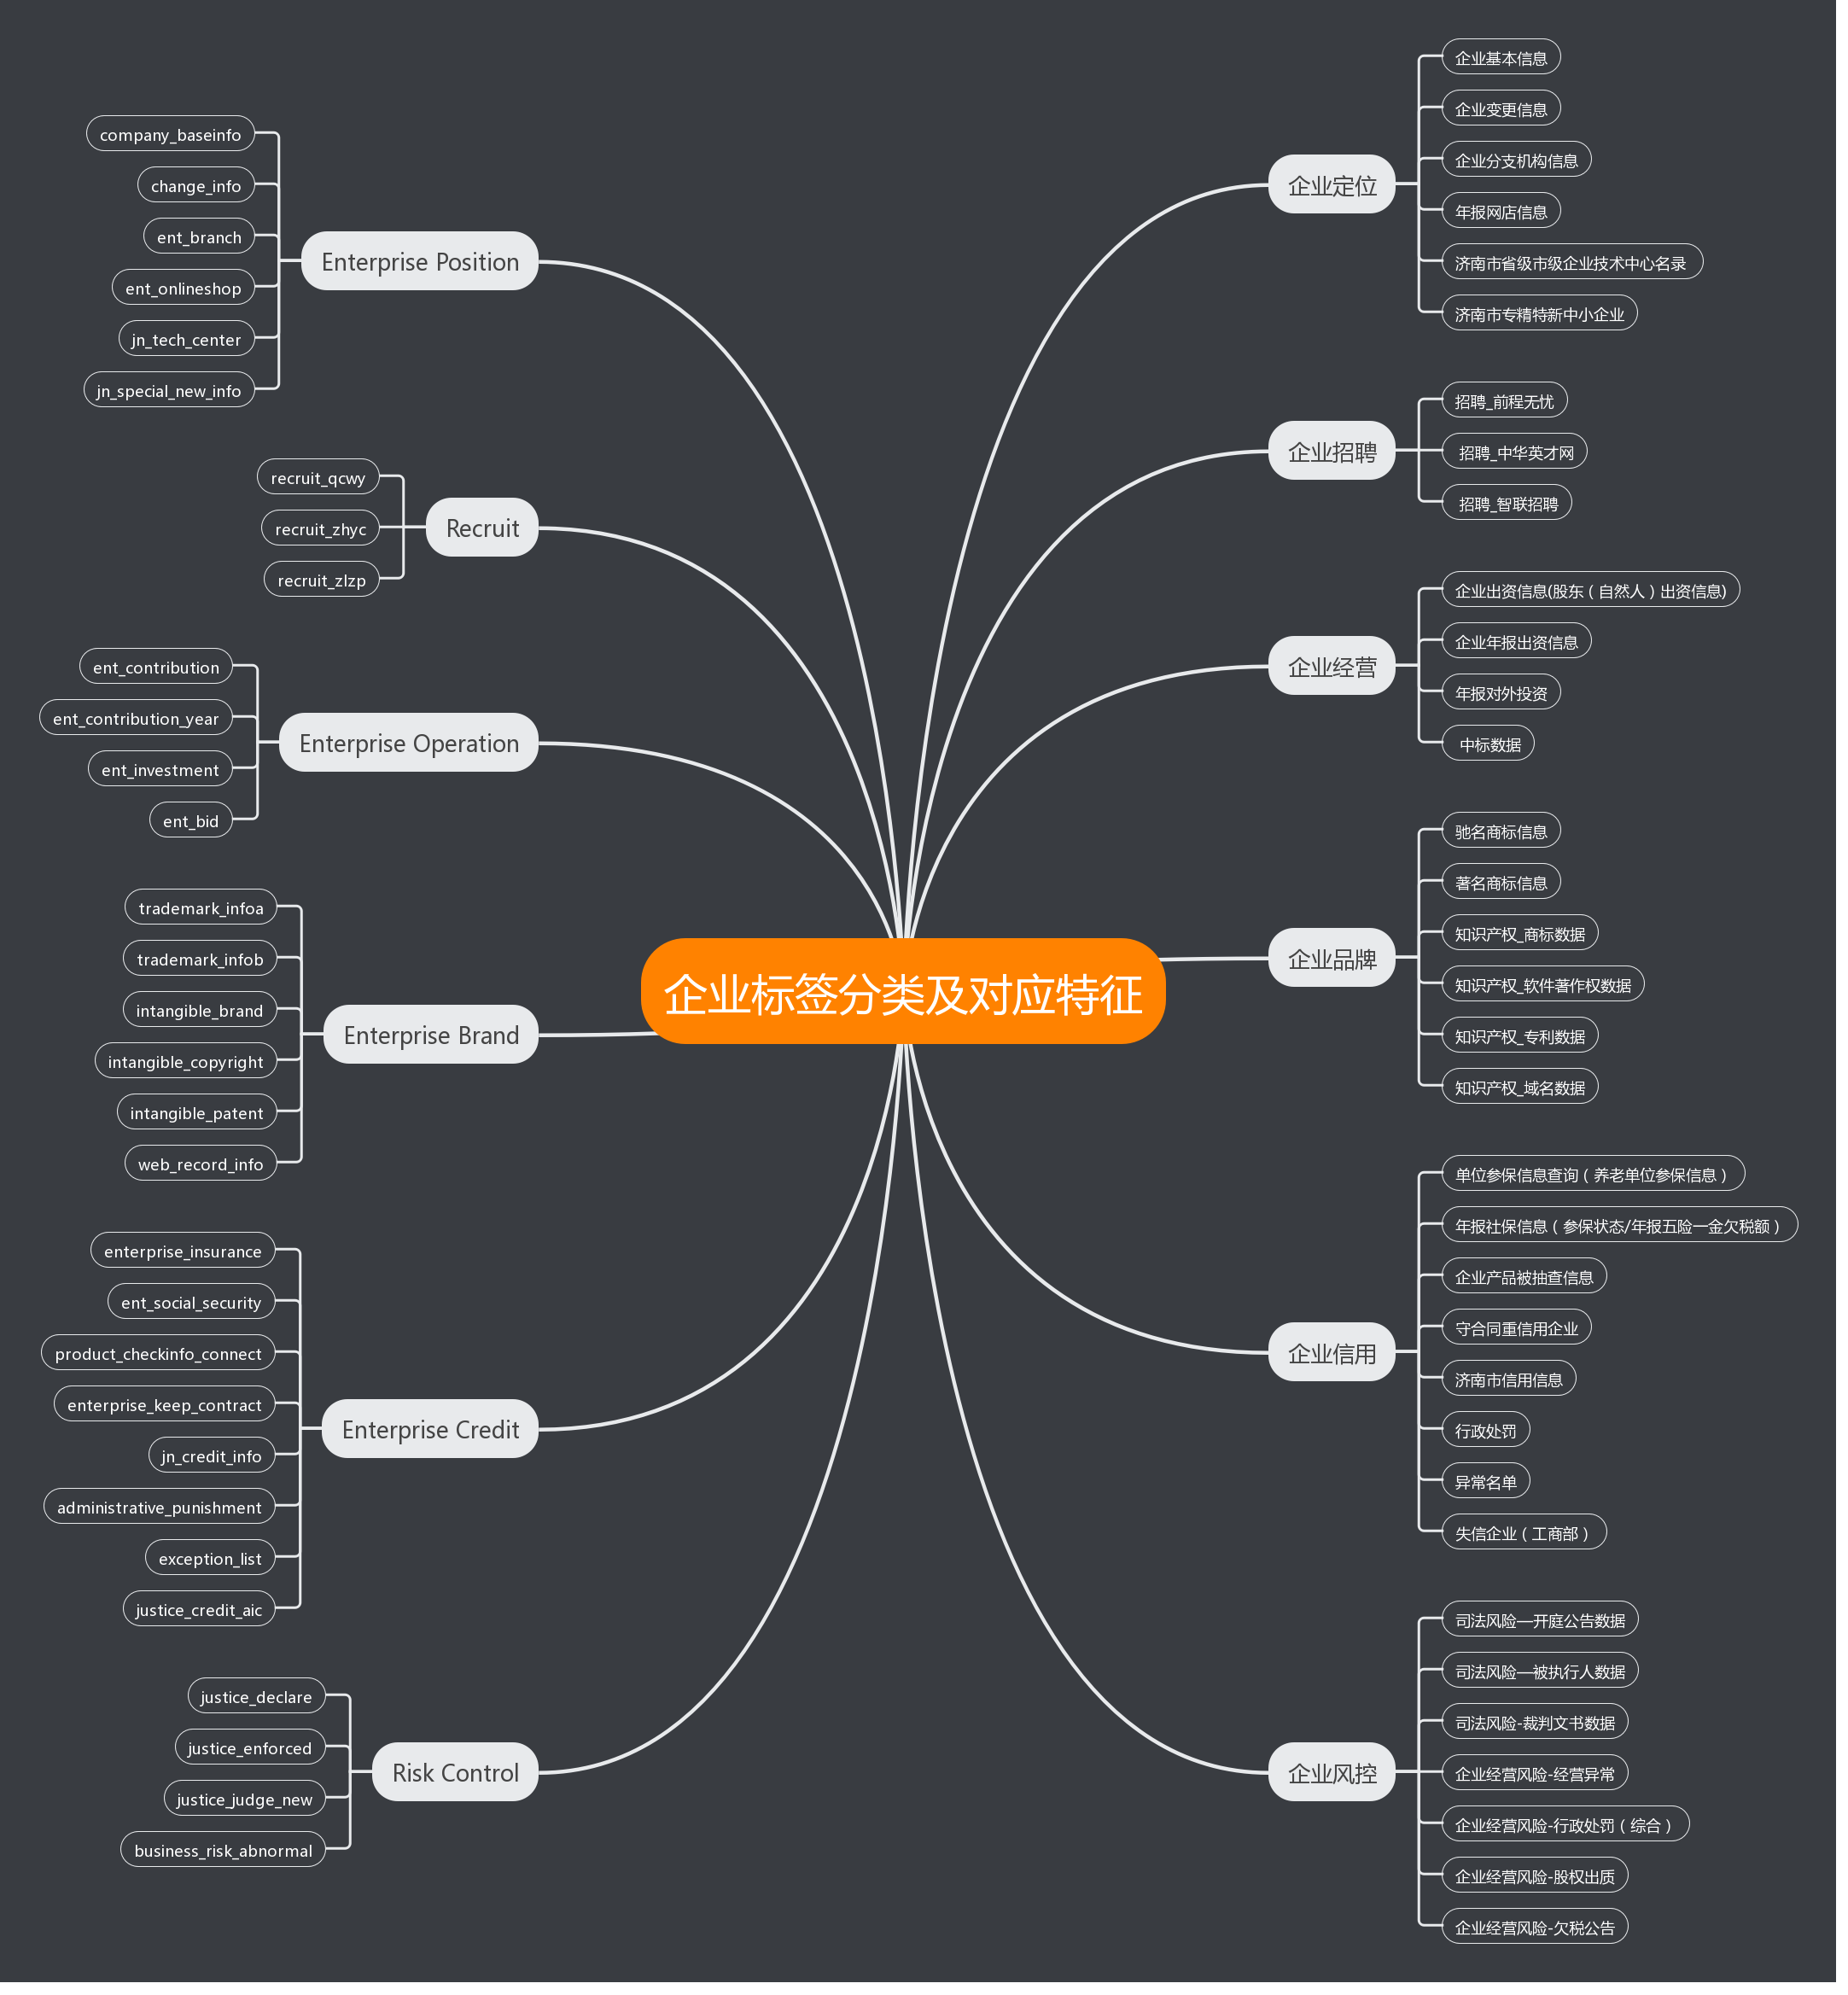 企业标签分类及对应特征
Enterprise Position
company_baseinfo
change_info
ent_branch
ent_onlineshop
jn_tech_center
jn_special_new_info
Recruit
recruit_qcwy
recruit_zhyc
recruit_zlzp
Enterprise Operation
ent_contribution
ent_contribution_year
ent_investment
ent_bid
Enterprise Brand
trademark_infoa
trademark_infob
intangible_brand
intangible_copyright
intangible_patent
web_record_info
Enterprise Credit
enterprise_insurance
ent_social_security
product_checkinfo_connect
enterprise_keep_contract
jn_credit_info
administrative_punishment
exception_list
justice_credit_aic
Risk Control
justice_declare
justice_enforced
justice_judge_new
business_risk_abnormal
企业定位
企业基本信息
企业变更信息
企业分支机构信息
年报网店信息
济南市省级市级企业技术中心名录
济南市专精特新中小企业
企业招聘
招聘_前程无忧
招聘_中华英才网
招聘_智联招聘
企业经营
企业出资信息(股东（自然人）出资信息)
企业年报出资信息
年报对外投资
中标数据
企业品牌
驰名商标信息
著名商标信息
知识产权_商标数据
知识产权_软件著作权数据
知识产权_专利数据
知识产权_域名数据
企业信用
单位参保信息查询（养老单位参保信息）
年报社保信息（参保状态/年报五险一金欠税额）
企业产品被抽查信息
守合同重信用企业
济南市信用信息
行政处罚
异常名单
失信企业（工商部）
企业风控
司法风险—开庭公告数据
司法风险—被执行人数据
司法风险-裁判文书数据
企业经营风险-经营异常
企业经营风险-行政处罚（综合）
企业经营风险-股权出质
企业经营风险-欠税公告